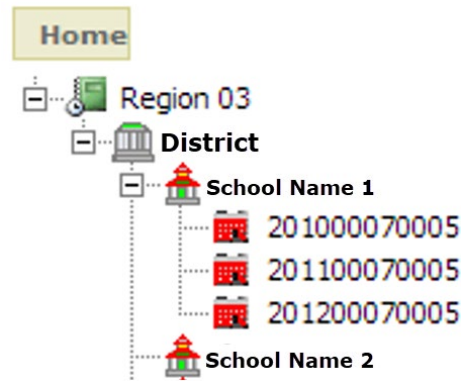 Home
Region 03
District
School Name 1
201000070005
201100070005
201200070005
School Name 2